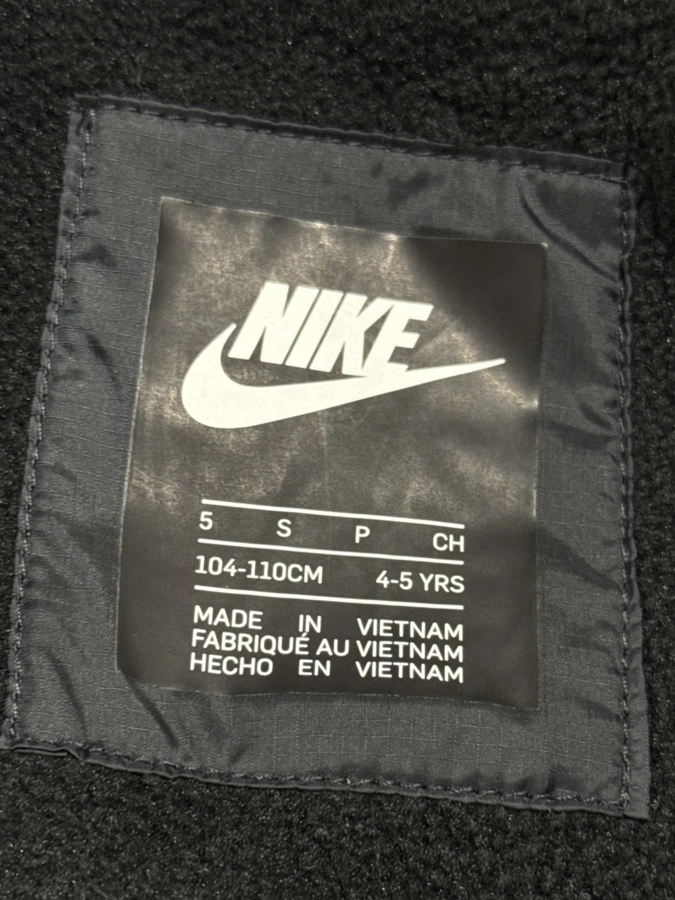 NIKE
5 S P CH
104-110CM 4-5 YRS
MADE IN VIETNAM
FABRIQUÉ AU VIETNAM
HECHO EN VIETNAM